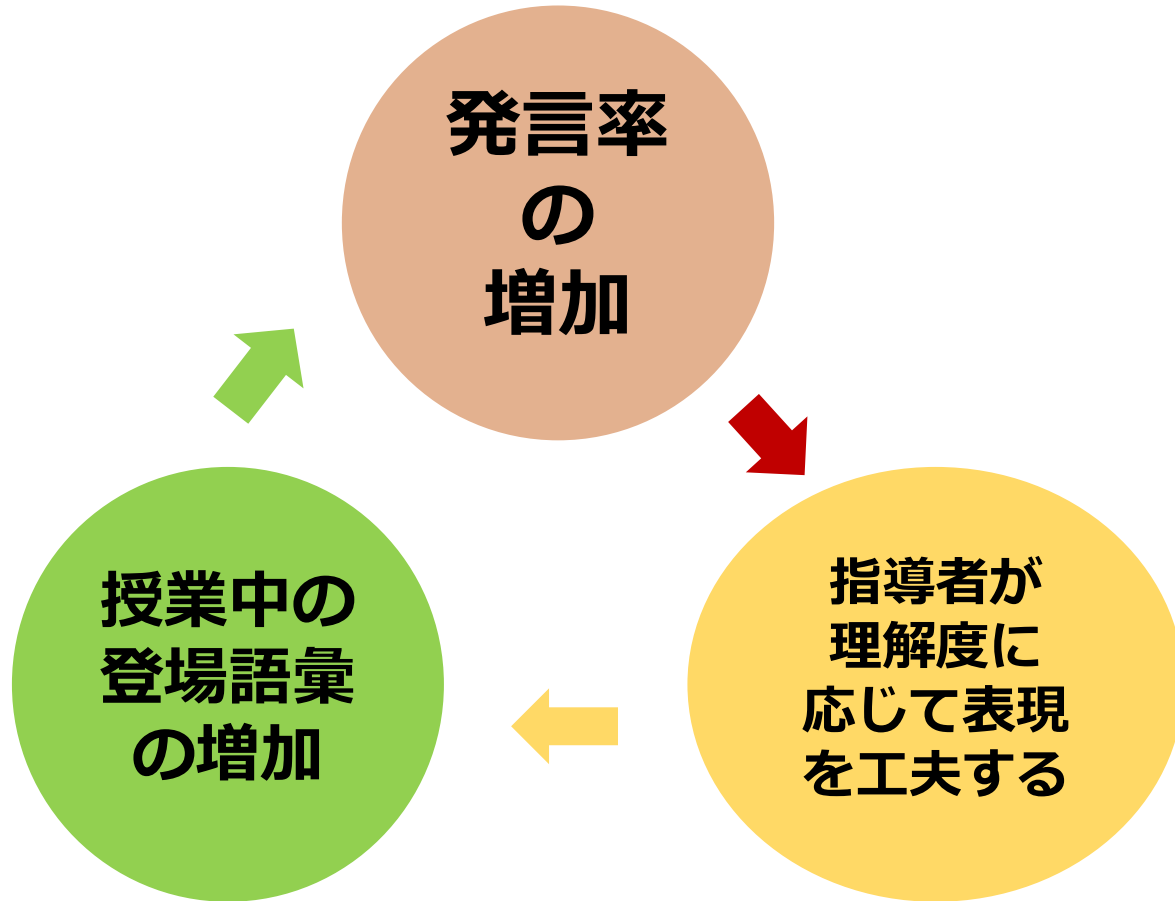 発言率
の
増加
指導者が
理解度に
応じて表現
を工夫する
授業中の
登場語彙
の増加